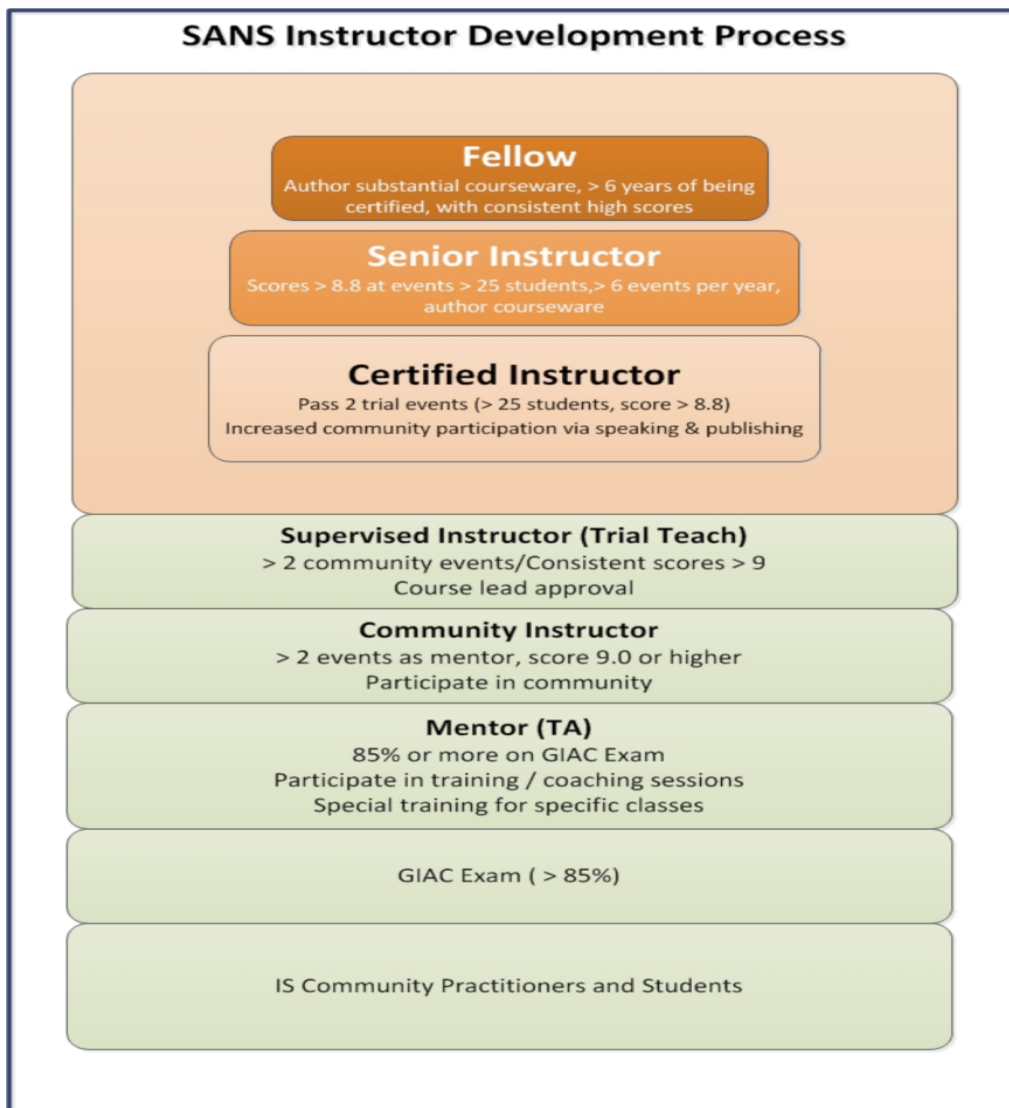 SANS Instructor Development Process
Fellow
Author substantial courseware, > 6 years of being
certified, with consistent high scores
Senior Instructor
Scores > 8.8 at events > 25 students,> 6 events per year,
author courseware
Certified Instructor
Pass 2 trial events (> 25 students, score > 8.8)
Increased community participation via speaking & publishing
Supervised Instructor (Trial Teach)
> 2 community events/Consistent scores > 9
Course lead approval
Community Instructor
> 2 events as mentor, score 9.0 or higher
Participate in community
Mentor (TA)
85% or more on GIAC Exam
Participate in training / coaching sessions
Special training for specific classes
GIAC Exam ( > 85%)
IS Community Practitioners and Students